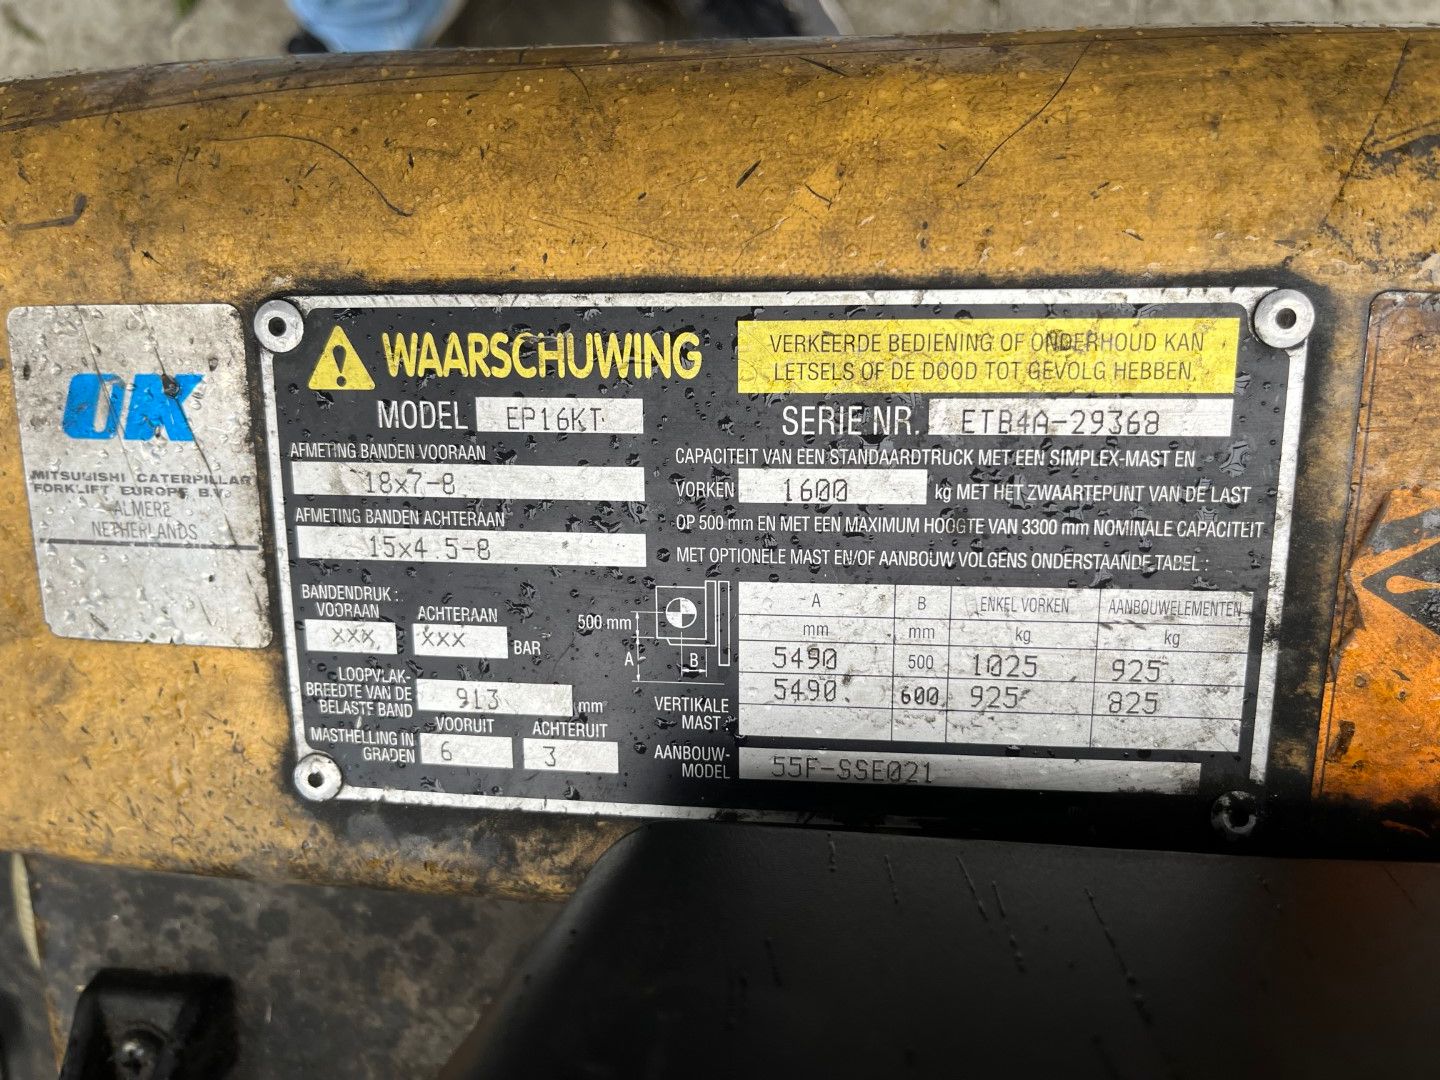 OK
MITSUBISHI CATERPILLAR
FORKLIFT EUROPE B.V.
ALMERE
NETHERLANDS
WAARSCHUWING
VERKEERDE BEDIENING OF ONDERHOUD KAN
LETSELS OF DE DOOD TOT GEVOLG HEBBEN.
MODEL EP16KT
SERIE NR. ETB4A-29368
AFMETING BANDEN VOORAAN
18x7-8
AFMETING BANDEN ACHTERAAN
15x4.5-8
BANDENDRUK :
VOORAAN ACHTERAAN
xxx xxx BAR
LOOPVLAK-
BREEDTE VAN DE 913 mm
BELASTE BAND
VOORUIT ACHTERUIT
MASTHELLING IN
GRADEN 6 3
CAPACITEIT VAN EEN STANDAARDTRUCK MET EEN SIMPLEX-MAST EN
VORKEN 1600 kg MET HET ZWAARTEPUNT VAN DE LAST
OP 500 mm EN MET EEN MAXIMUM HOOGTE VAN 3300 mm NOMINALE CAPACITEIT
MET OPTIONELE MAST EN/OF AANBOUW VOLGENS ONDERSTAANDE TABEL :
500 mm
A
B
VERTIKALE
MAST
A B ENKEL VORKEN AANBOUWELEMENTEN
mm mm kg kg
5490 500 1025 925
5490 600 925 825
AANBOUW-
MODEL 55F-SSE021